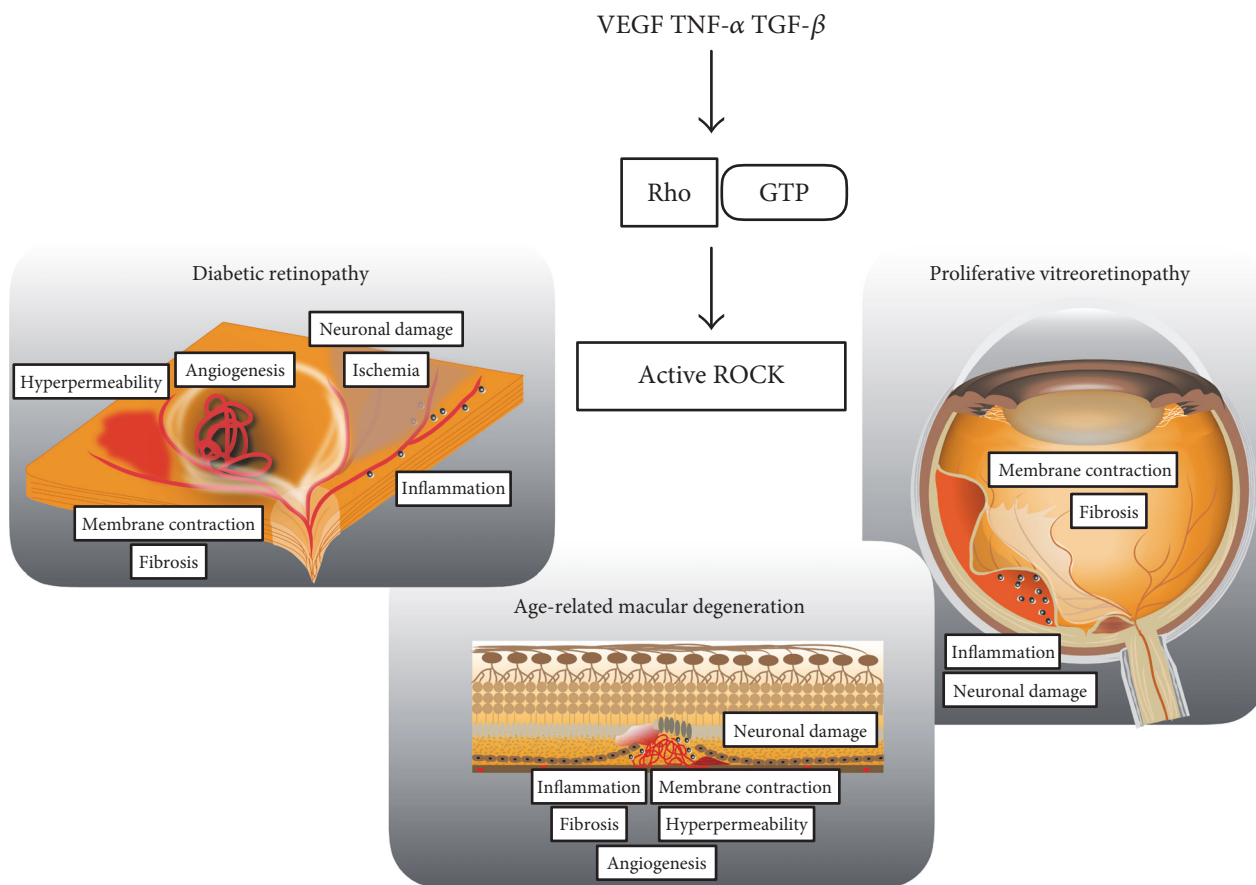 VEGF TNF-α TGF-β
Rho
GTP
Active ROCK
Diabetic retinopathy
Neuronal damage
Angiogenesis
Ischemia
Hyperpermeability
Inflammation
Membrane contraction
Fibrosis
Proliferative vitreoretinopathy
Membrane contraction
Fibrosis
Inflammation
Neuronal damage
Age-related macular degeneration
Neuronal damage
Inflammation
Membrane contraction
Fibrosis
Hyperpermeability
Angiogenesis